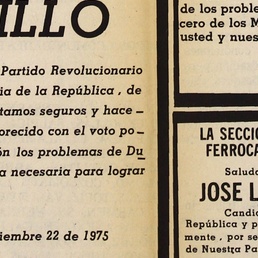 ILLO
Partido Revolucionario
ia de la República, de
tamos seguros y hace—
orecido con el voto po—
ón los problemas de Du
a necesaria para lograr
iembre 22 de 1975
de los proble
cero de los M
usted y nues
LA SECCIO
FERROCA
Saluda
JOSE L
Candid
República y p
mente, por se
de Nuestra Pa